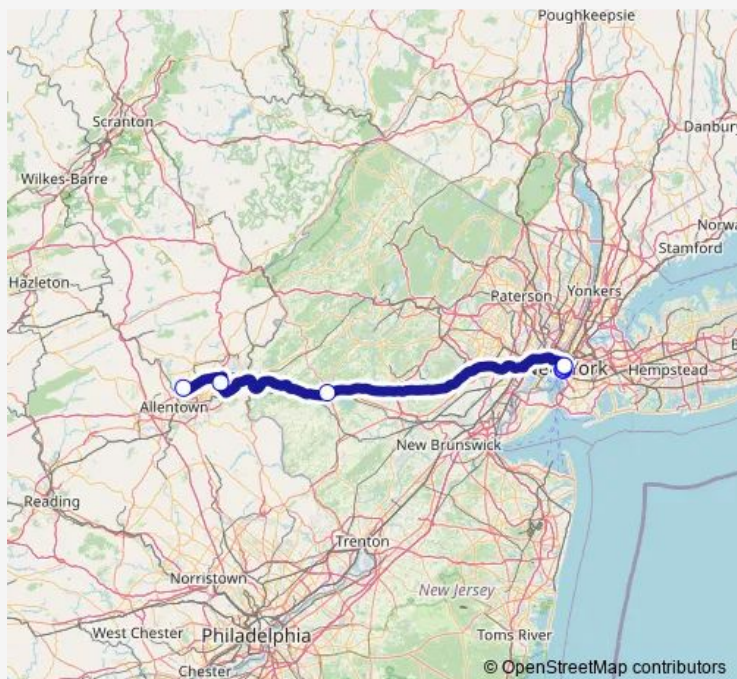 Poughkeepsie
Scranton
Danbury
Wilkes-Barre
Norwa
Stamford
Hazleton
Paterson
Yonkers
B
New York
Hempstead
Allentown
New Brunswick
Reading
Trenton
Norristown
New Jersey
West Chester
Philadelphia
Toms River
Chester
© OpenStreetMap contributors